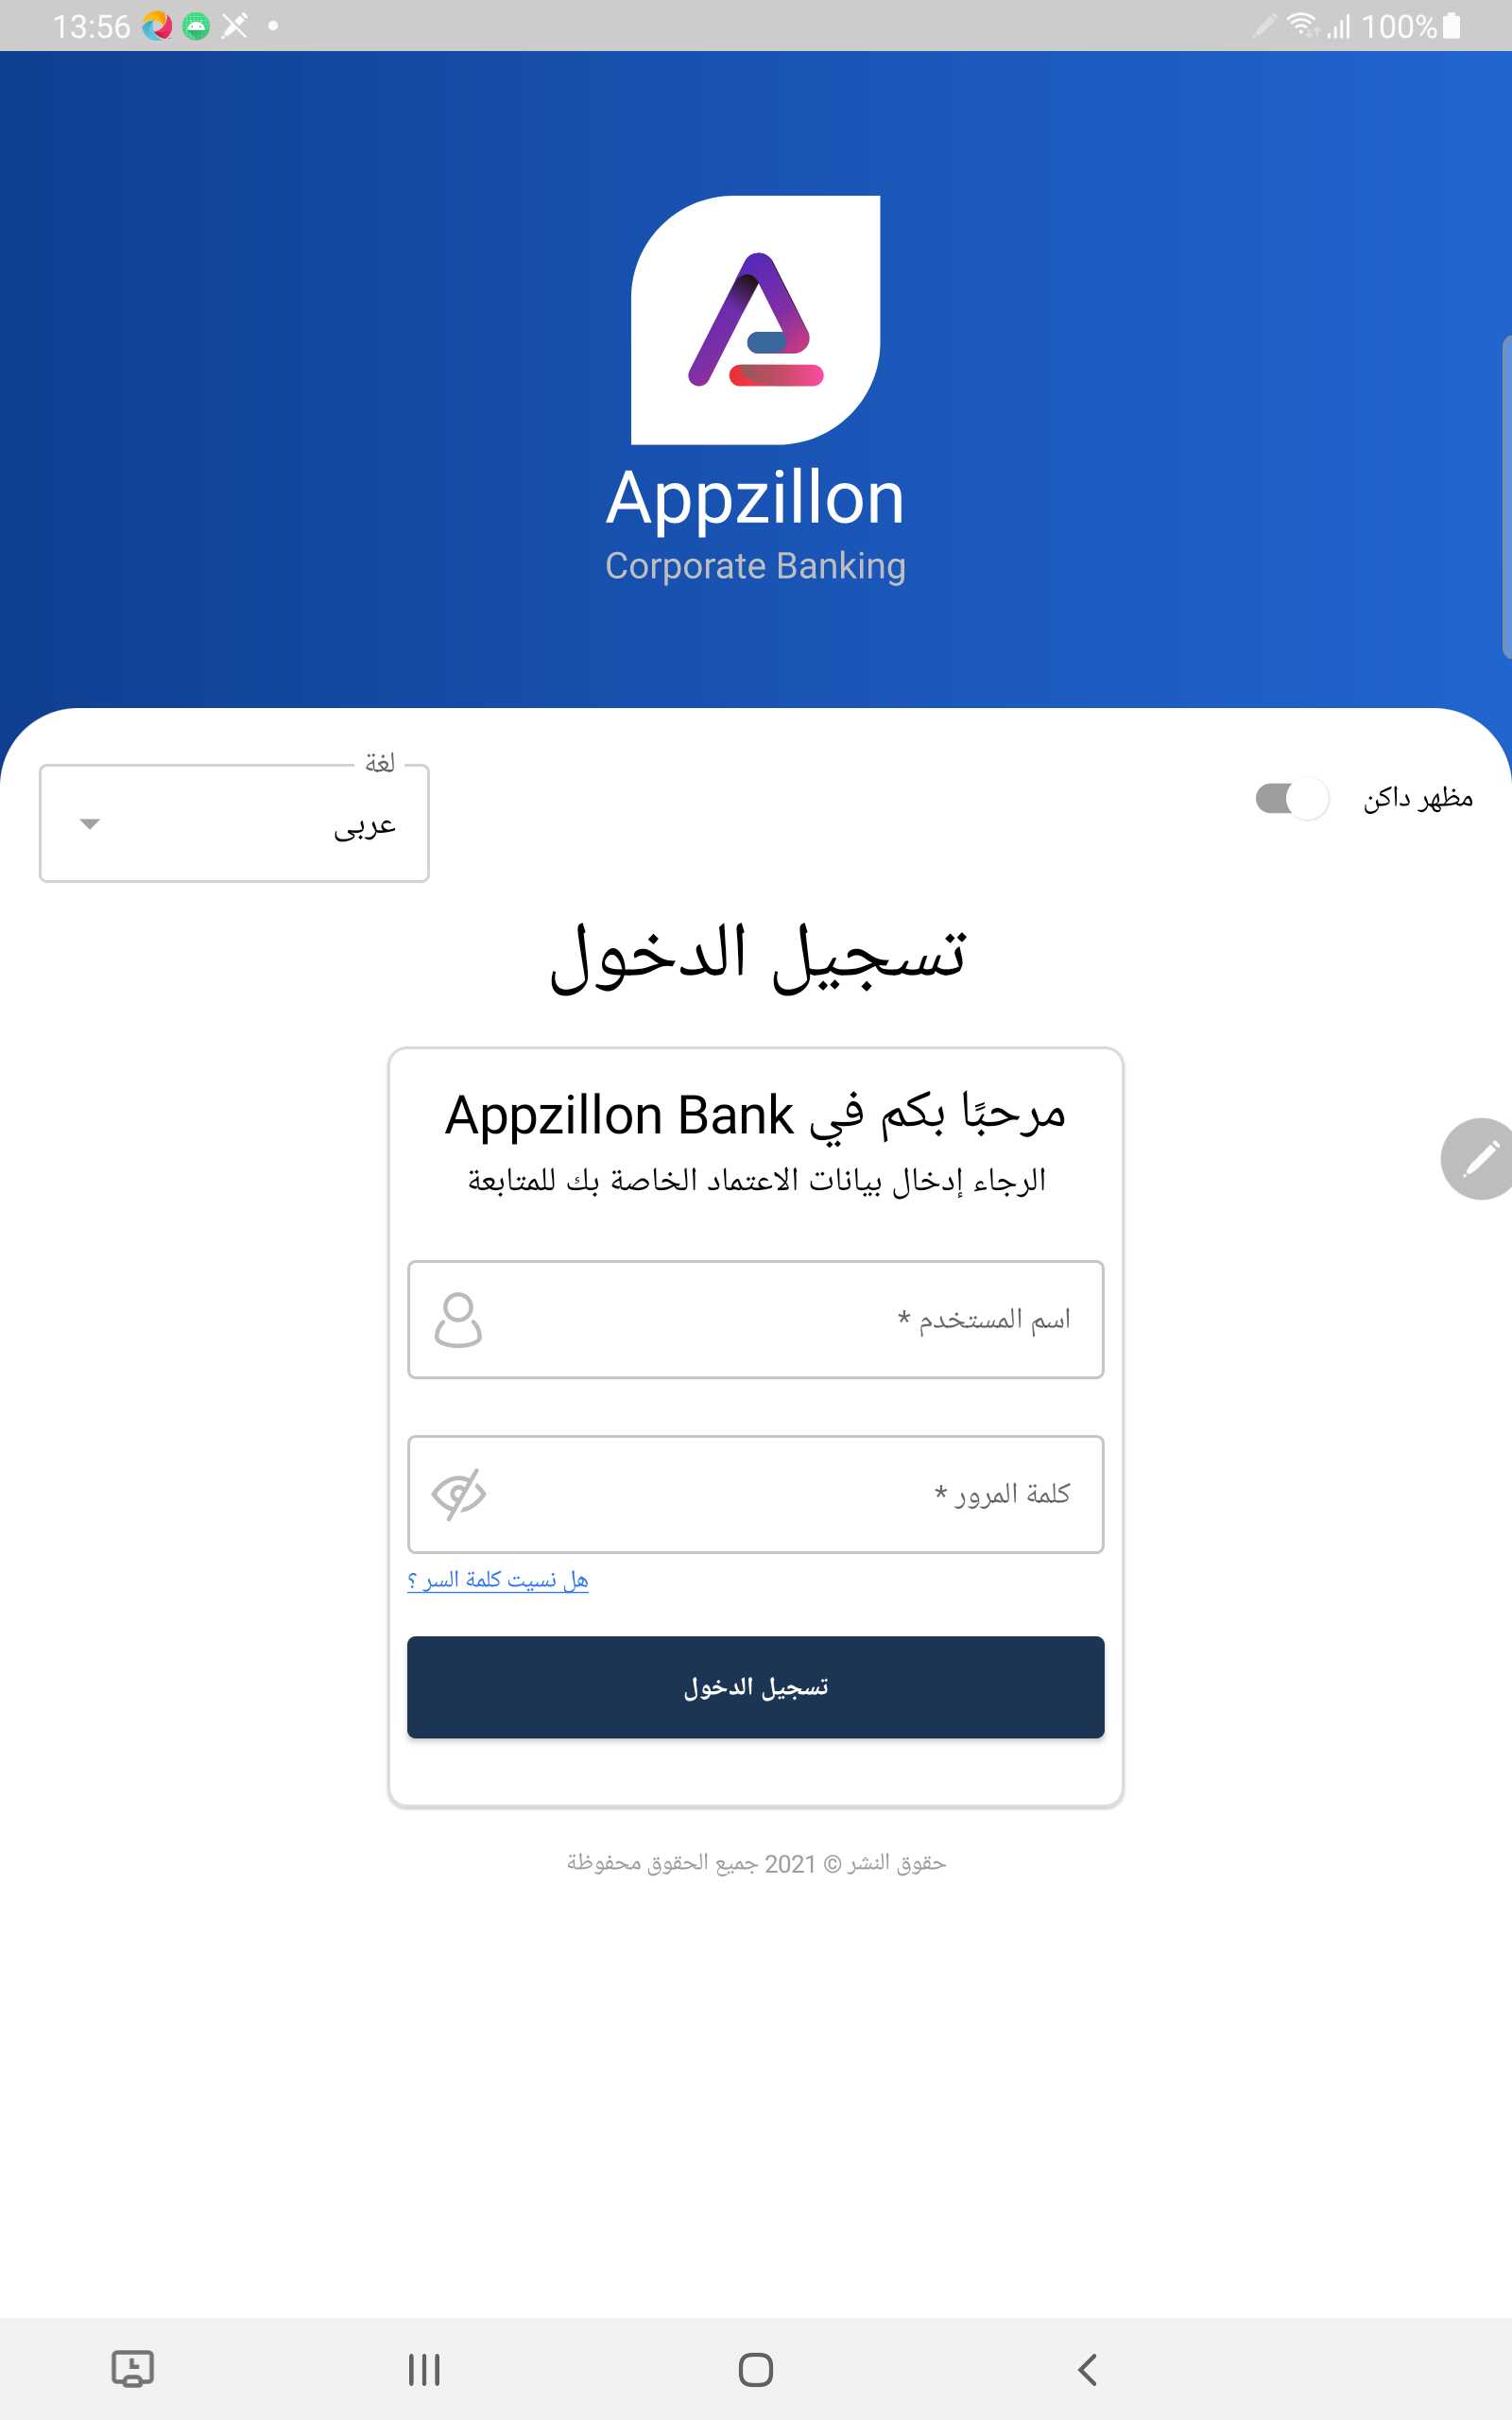 13:56
100%
Appzillon
Corporate Banking
مظهر داكن
لغة
عربى
تسجيل الدخول
مرحبًا بكم في Appzillon Bank
الرجاء إدخال بيانات الاعتماد الخاصة بك للمتابعة
اسم المستخدم *
كلمة المرور *
هل نسيت كلمة السر ؟
تسجيل الدخول
حقوق النشر © 2021 جميع الحقوق محفوظة